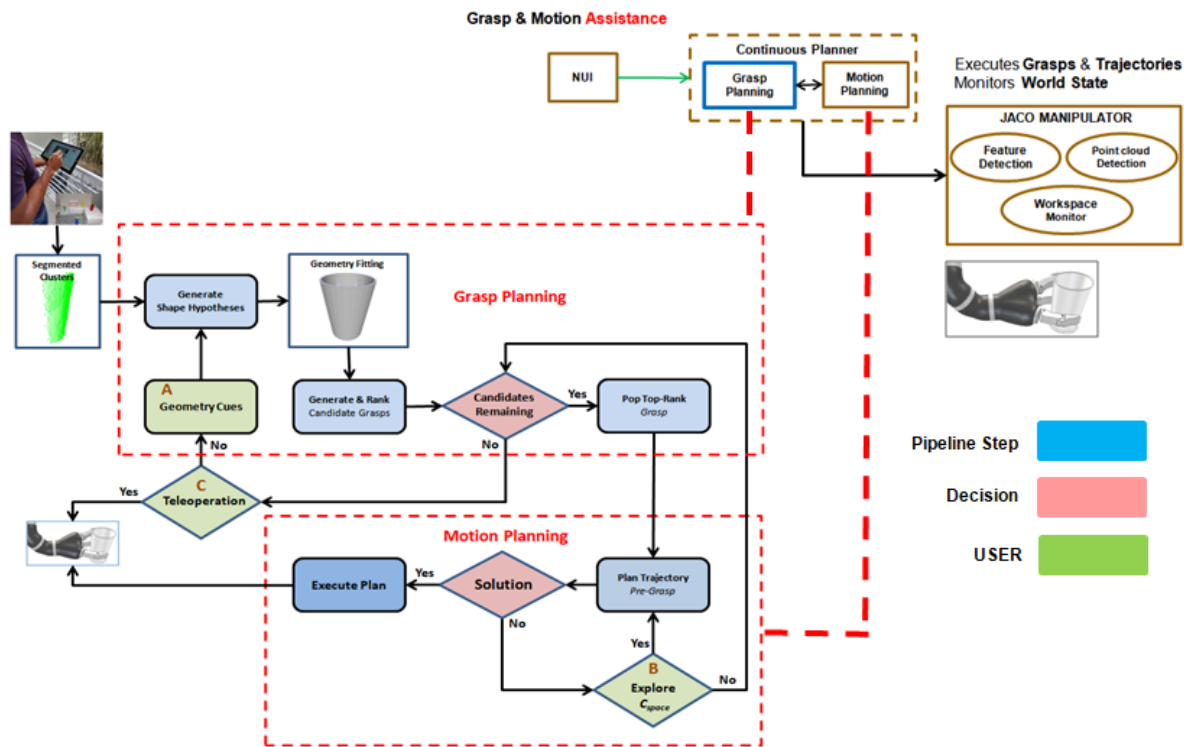 Grasp & Motion Assistance
Continuous Planner
NUI
Grasp
Planning
Motion
Planning
Executes Grasps & Trajectories
Monitors World State
JACO MANIPULATOR
Feature
Detection
Point cloud
Detection
Workspace
Monitor
Segmented
Clusters
Generate
Shape Hypotheses
Geometry Fitting
Grasp Planning
A
Geometry Cues
Generate & Rank
Candidate Grasps
Candidates
Remaining
Yes
Pop Top-Rank
Grasp
No
No
C
Teleoperation
Yes
Motion Planning
Execute Plan
Yes
Solution
Plan Trajectory
Pre-Grasp
No
Yes
B
Explore
Cspace
No
Pipeline Step
Decision
USER